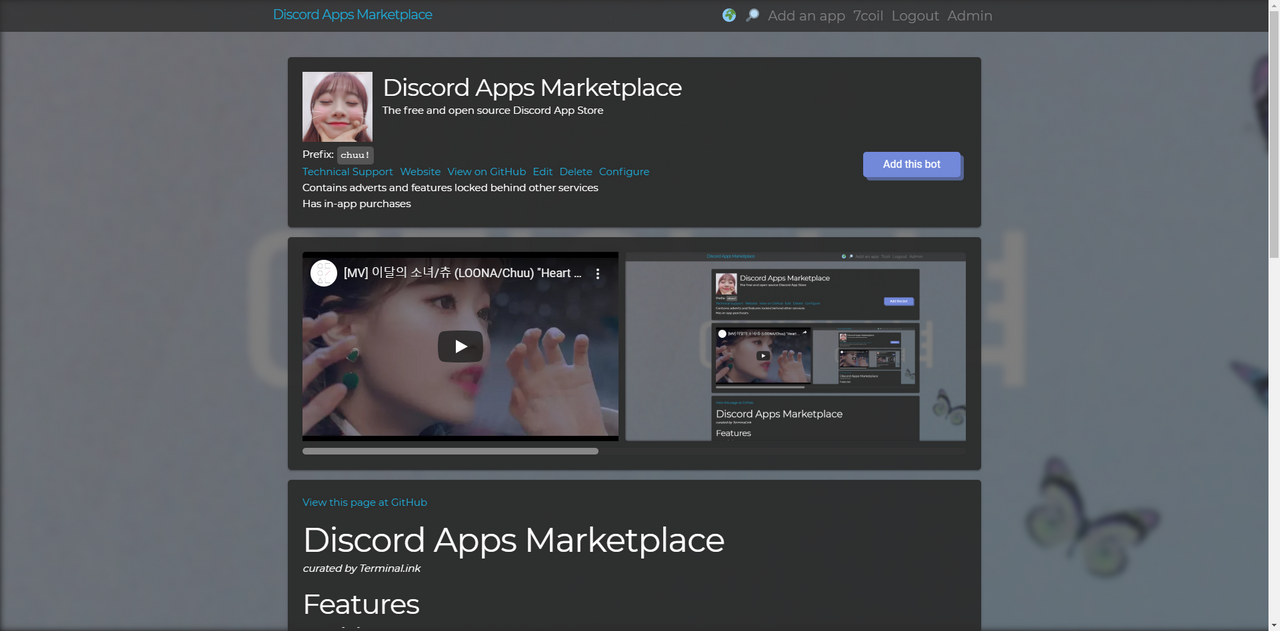 Discord Apps Marketplace
Add an app 7coil Logout Admin
Discord Apps Marketplace
The free and open source Discord App Store
Prefix: chuu!
Add this bot
Technical Support Website View on GitHub Edit Delete Configure
Contains adverts and features locked behind other services
Has in-app purchases
[MV] 이달의 소녀/츄 (LOONA/Chuu) "Heart ...
Discord Apps Marketplace
Discord Apps Marketplace
Features
View this page at GitHub
Discord Apps Marketplace
curated by Terminal.ink
Features